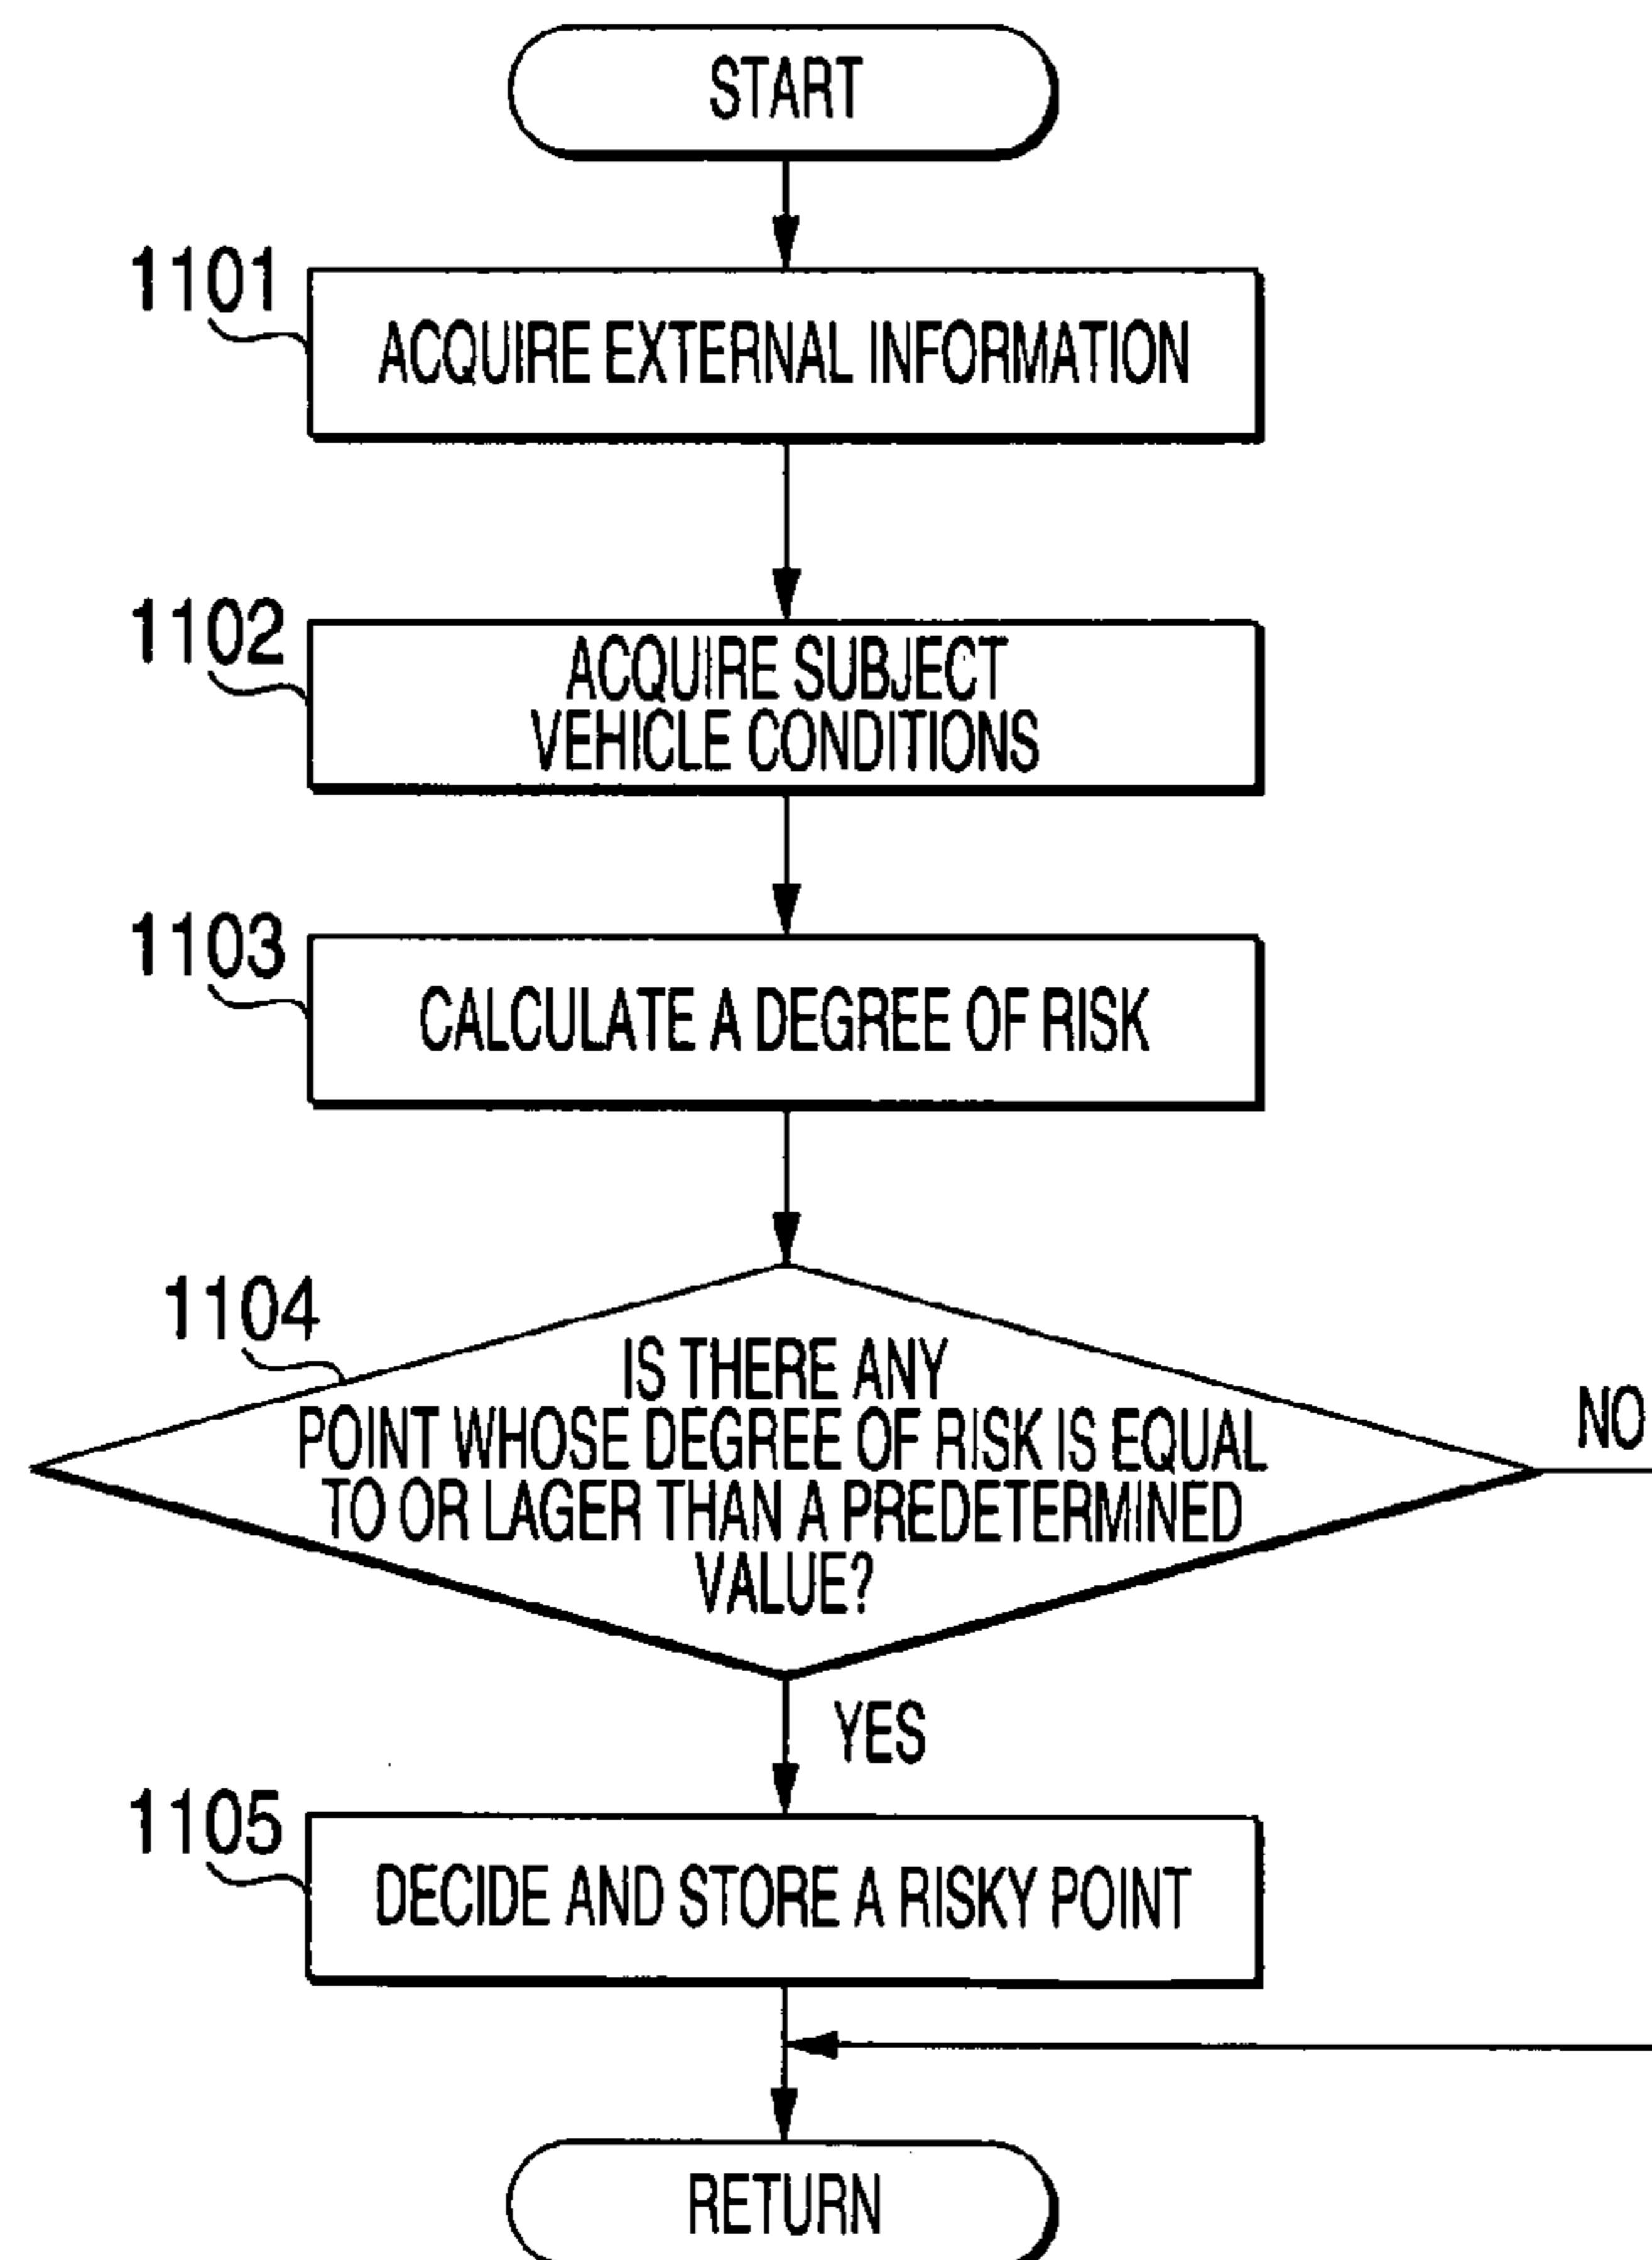 START
1101
ACQUIRE EXTERNAL INFORMATION
1102
ACQUIRE SUBJECT
VEHICLE CONDITIONS
1103
CALCULATE A DEGREE OF RISK
1104
IS THERE ANY
POINT WHOSE DEGREE OF RISK IS EQUAL
TO OR LAGER THAN A PREDETERMINED
VALUE?
NO
YES
1105
DECIDE AND STORE A RISKY POINT
RETURN